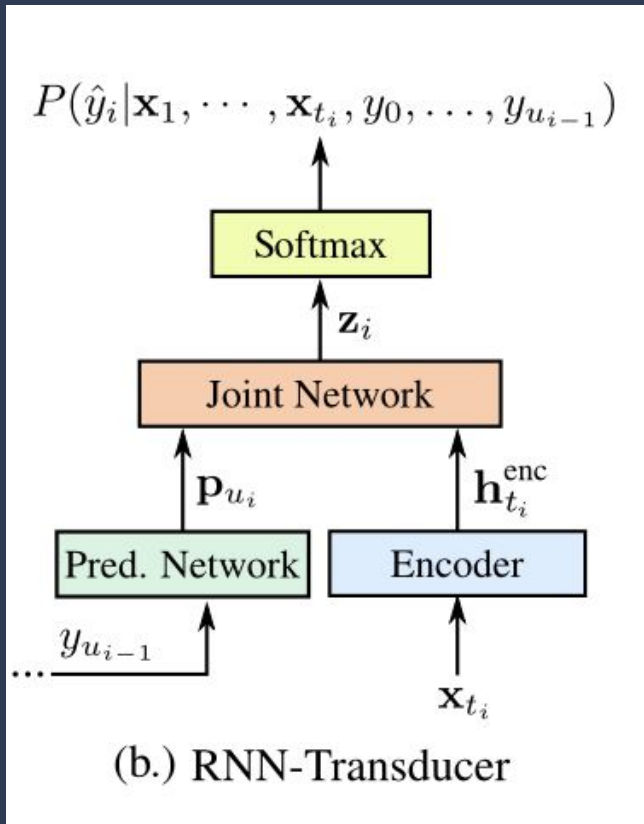 P(ŷ_i|x_1, ⋯ , x_{t_i}, y_0, . . . , y_{u_{i−1}})
Softmax
z_i
Joint Network
p_{u_i} h^{enc}_{t_i}
Pred. Network Encoder
y_{u_{i−1}}
...
x_{t_i}
(b.) RNN-Transducer